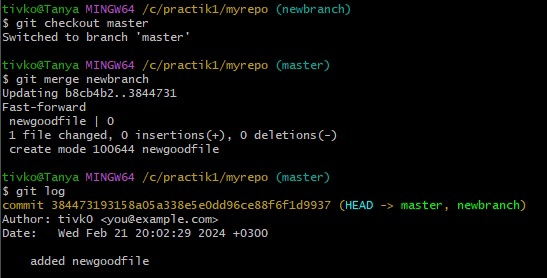 tivko@Tanya MINGW64 /c/practik1/myrepo (newbranch)
$ git checkout master
Switched to branch 'master'
tivko@Tanya MINGW64 /c/practik1/myrepo (master)
$ git merge newbranch
Updating b8cb4b2..3844731
Fast-forward
 newgoodfile | 0
 1 file changed, 0 insertions(+), 0 deletions(-)
 create mode 100644 newgoodfile
tivko@Tanya MINGW64 /c/practik1/myrepo (master)
$ git log
commit 384473193158a05a338e5e0dd96ce88f6f1d9937 (HEAD -> master, newbranch)
Author: tivk0 <you@example.com>
Date:   Wed Feb 21 20:02:29 2024 +0300
    added newgoodfile